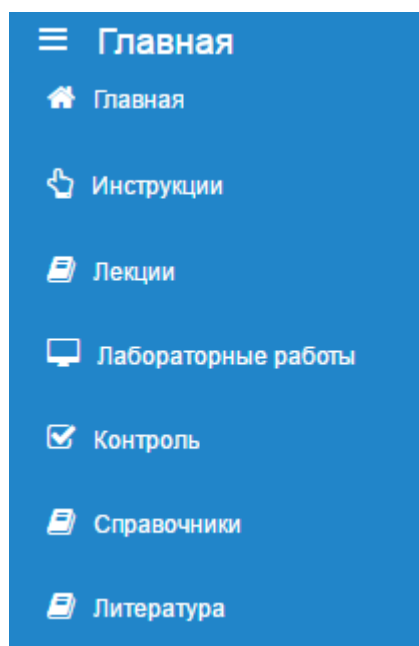 Главная
Главная
Инструкции
Лекции
Лабораторные работы
Контроль
Справочники
Литература